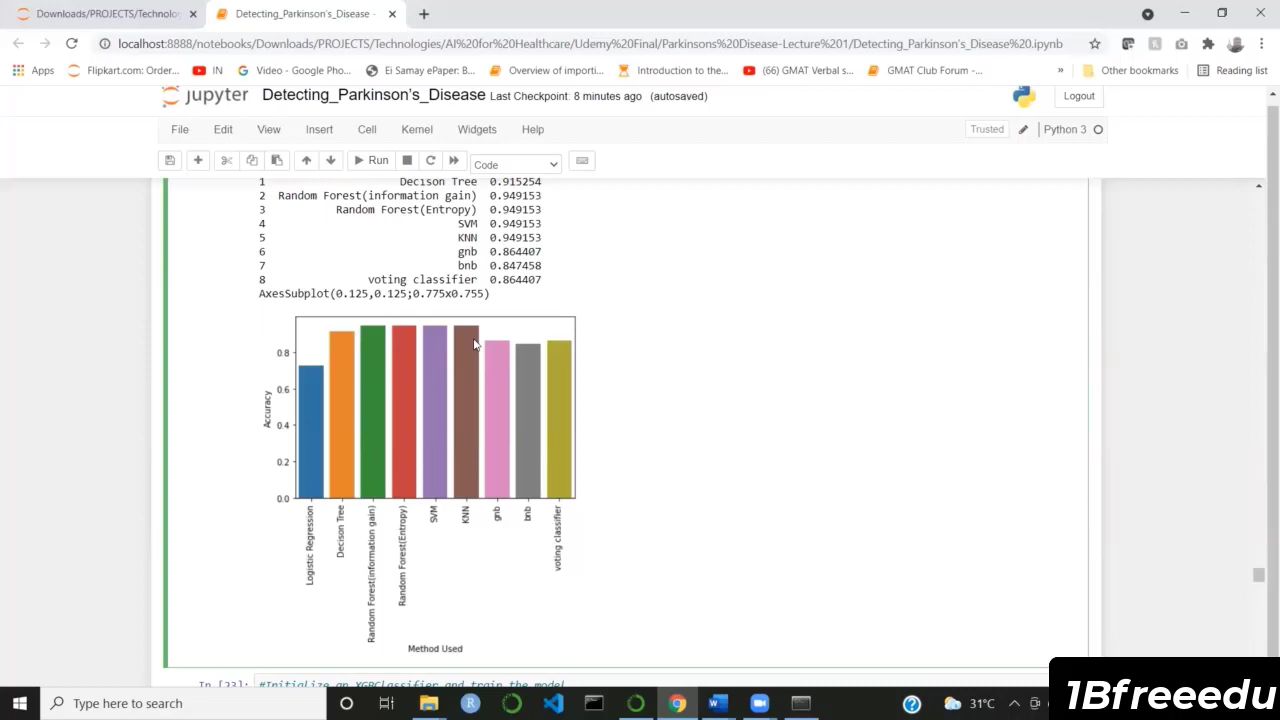 Downloads/PROJECTS/Technolog
Detecting_Parkinson's_Disease -
localhost:8888/notebooks/Downloads/PROJECTS/Technologies/AI%20for%20Healthcare/Udemy%20Final/Parkinsons%20Disease-Lecture%201/Detecting_Parkinson's_Disease%20.ipynb
Apps
Flipkart.com: Order...
IN
Video - Google Pho...
Ei Samay ePaper: B...
Overview of importi...
Introduction to the...
(66) GMAT Verbal s...
GMAT Club Forum -...
»
Other bookmarks
Reading list
jupyter Detecting_Parkinson's_Disease Last Checkpoint: 8 minutes ago (autosaved)
Logout
File Edit View Insert Cell Kernel Widgets Help
Trusted
Python 3
Run
Code
1 Decison Tree 0.915254
2 Random Forest(information gain) 0.949153
3 Random Forest(Entropy) 0.949153
4 SVM 0.949153
5 KNN 0.949153
6 gnb 0.864407
7 bnb 0.847458
8 voting classifier 0.864407
AxesSubplot(0.125,0.125;0.775x0.755)
Accuracy
0.8
0.6
0.4
0.2
0.0
Logistic Regression
Decison Tree
Random Forest(information gain)
Random Forest(Entropy)
SVM
KNN
gnb
bnb
voting classifier
Method Used
In [23]: #Initialize an XGBClassifier and train the model
1Bfreeedu
Type here to search
31°C